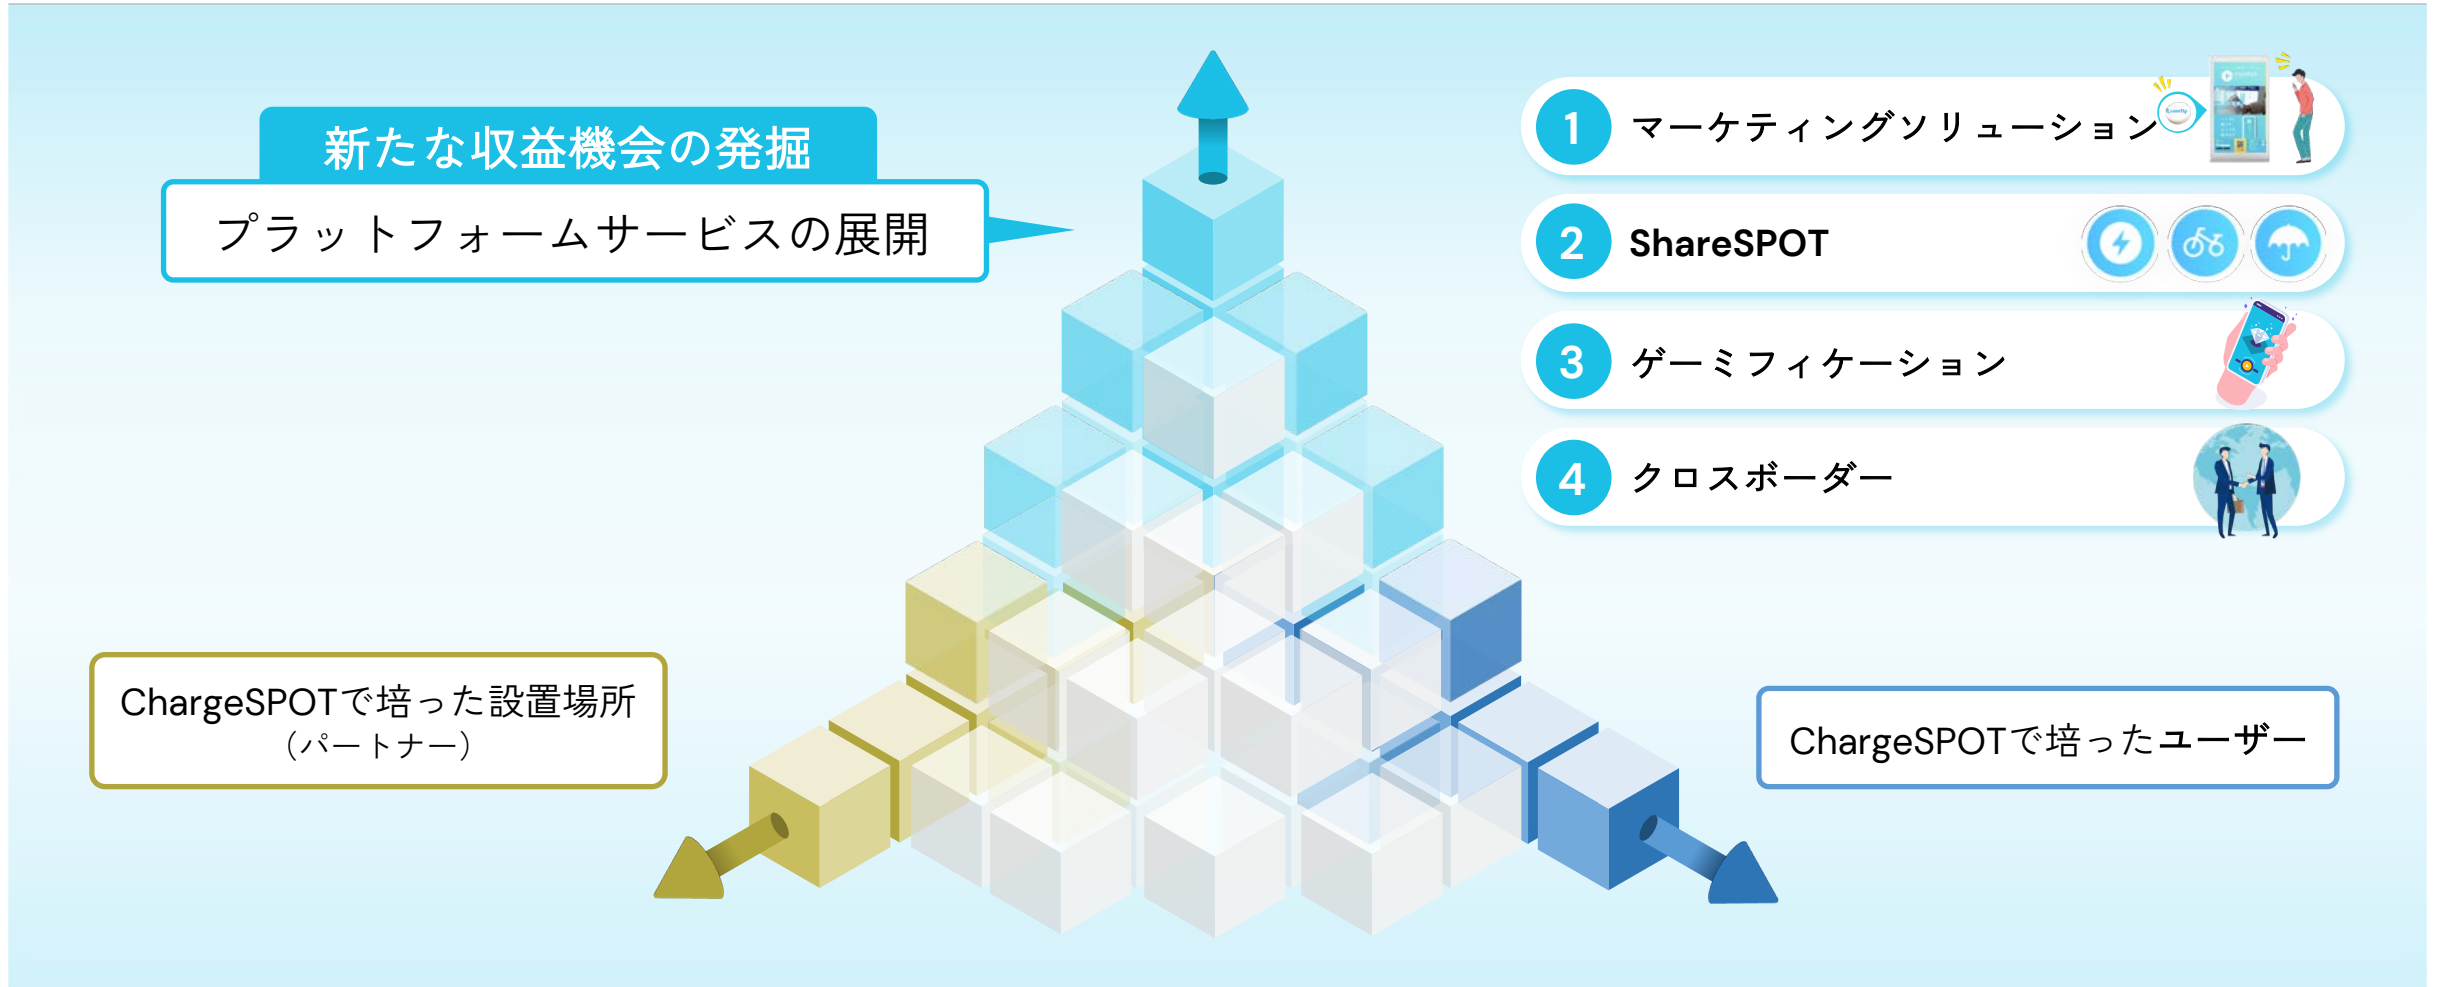 新たな収益機会の発掘
プラットフォームサービスの展開
1 マーケティングソリューション
2 ShareSPOT
3 ゲーミフィケーション
4 クロスボーダー
ChargeSPOTで培った設置場所
（パートナー）
ChargeSPOTで培ったユーザー